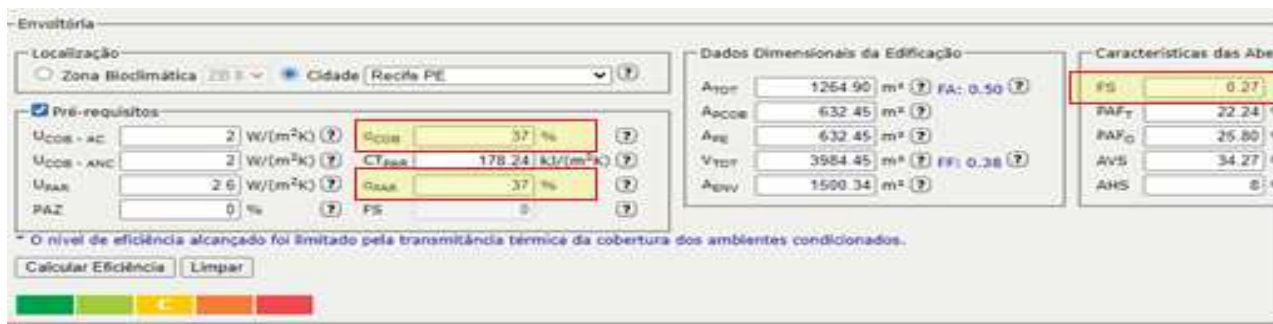 Envoltória
Localização
Zona Bioclimática ZB 8 Cidade Recife PE ?
Pré-requisitos
UCOB - AC 2 W/(m²K) ? αCOB 37 % ?
UCOB - ANC 2 W/(m²K) ? CTPAR 178.24 kJ/(m²K) ?
UPAR 2.6 W/(m²K) ? αPAR 37 % ?
PAZ 0 % ? FS 0 ?
Dados Dimensionais da Edificação
ATOT 1264.90 m² ? FA: 0.50 ?
APCOB 632.45 m² ?
APE 632.45 m² ?
VTOT 3984.45 m³ ? FF: 0.38 ?
AENV 1500.34 m² ?
Características das Abe
FS 0.27
PAFT 22.24
PAFO 25.80
AVS 34.27
AHS 8
* O nível de eficiência alcançado foi limitado pela transmitância térmica da cobertura dos ambientes condicionados.
Calcular Eficiência Limpar
C